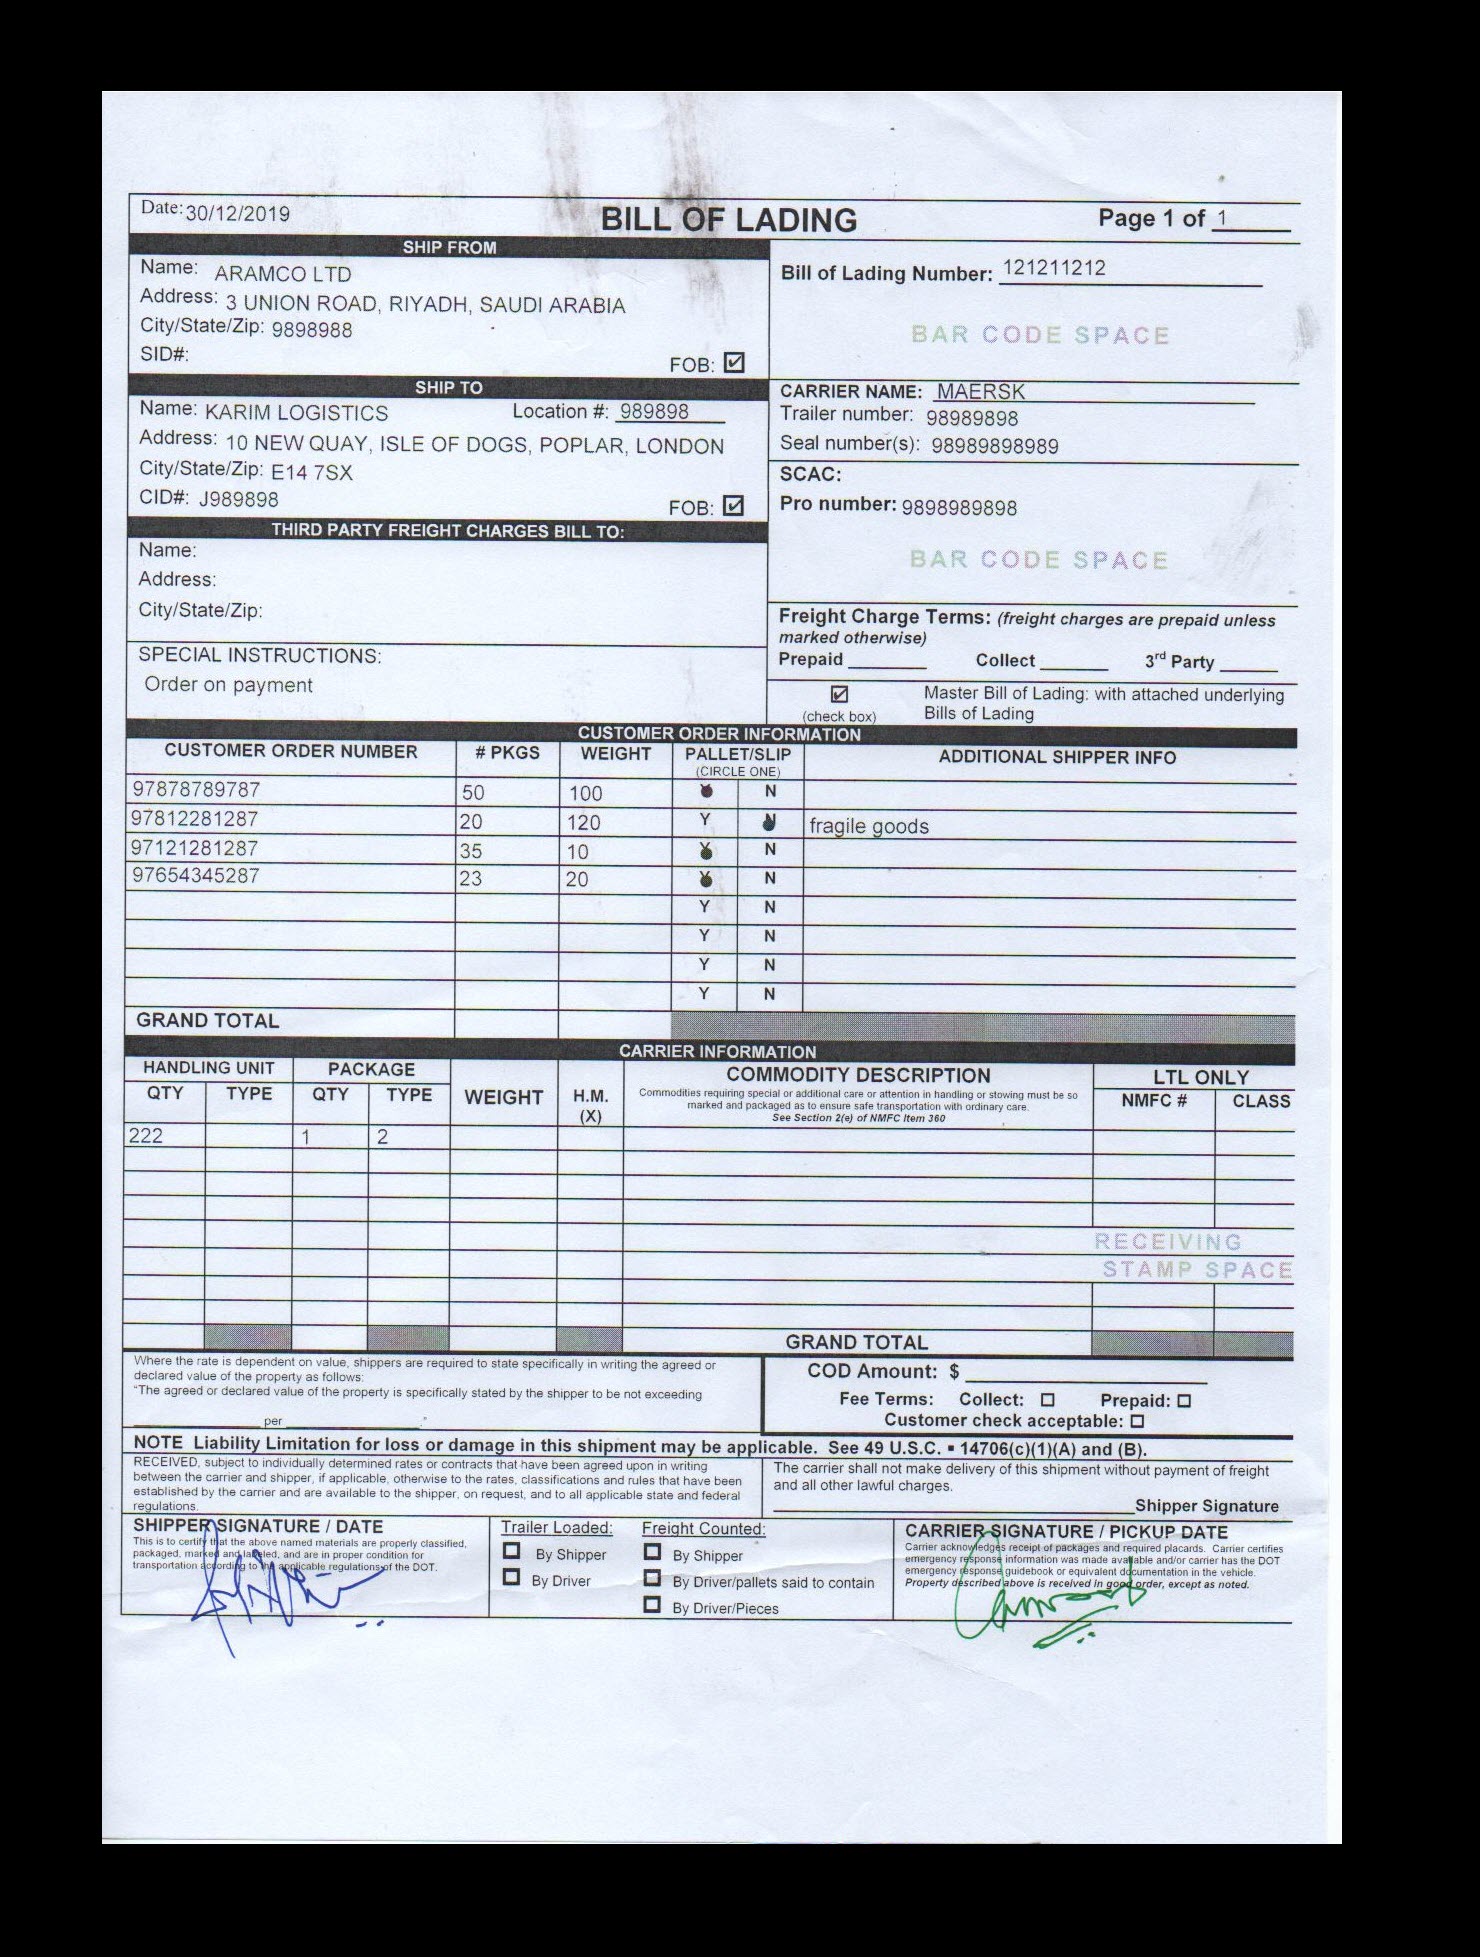 Date: 30/12/2019
BILL OF LADING
Page 1 of 1
SHIP FROM
Name: ARAMCO LTD
Address: 3 UNION ROAD, RIYADH, SAUDI ARABIA
City/State/Zip: 9898988
SID#:
FOB:
Bill of Lading Number: 121211212
BAR CODE SPACE
SHIP TO
Name: KARIM LOGISTICS Location #: 989898
Address: 10 NEW QUAY, ISLE OF DOGS, POPLAR, LONDON
City/State/Zip: E14 7SX
CID#: J989898
FOB:
CARRIER NAME: MAERSK
Trailer number: 98989898
Seal number(s): 98989898989
SCAC:
Pro number: 9898989898
BAR CODE SPACE
THIRD PARTY FREIGHT CHARGES BILL TO:
Name:
Address:
City/State/Zip:
SPECIAL INSTRUCTIONS:
Order on payment
Freight Charge Terms: (freight charges are prepaid unless
marked otherwise)
Prepaid Collect 3rd Party
(check box)
Master Bill of Lading: with attached underlying
Bills of Lading
CUSTOMER ORDER INFORMATION
CUSTOMER ORDER NUMBER # PKGS WEIGHT PALLET/SLIP ADDITIONAL SHIPPER INFO
(CIRCLE ONE)
97878789787 50 100 N
97812281287 20 120 Y N fragile goods
97121281287 35 10 Y N
97654345287 23 20 Y N
Y N
Y N
Y N
Y N
GRAND TOTAL
CARRIER INFORMATION
HANDLING UNIT PACKAGE COMMODITY DESCRIPTION LTL ONLY
QTY TYPE QTY TYPE WEIGHT H.M. (X) NMFC # CLASS
Commodities requiring special or additional care or attention in handling or stowing must be so
marked and packaged as to ensure safe transportation with ordinary care.
See Section 2(e) of NMFC Item 360
222 1 2
RECEIVING
STAMP SPACE
GRAND TOTAL
Where the rate is dependent on value, shippers are required to state specifically in writing the agreed or
declared value of the property as follows:
"The agreed or declared value of the property is specifically stated by the shipper to be not exceeding
per ."
COD Amount: $
Fee Terms: Collect: Prepaid:
Customer check acceptable:
NOTE Liability Limitation for loss or damage in this shipment may be applicable. See 49 U.S.C. ▪ 14706(c)(1)(A) and (B).
RECEIVED, subject to individually determined rates or contracts that have been agreed upon in writing
between the carrier and shipper, if applicable, otherwise to the rates, classifications and rules that have been
established by the carrier and are available to the shipper, on request, and to all applicable state and federal
regulations.
The carrier shall not make delivery of this shipment without payment of freight
and all other lawful charges.
Shipper Signature
SHIPPER SIGNATURE / DATE
This is to certify that the above named materials are properly classified,
packaged, marked and labeled, and are in proper condition for
transportation according to the applicable regulations of the DOT.
Trailer Loaded:
By Shipper
By Driver
Freight Counted:
By Shipper
By Driver/pallets said to contain
By Driver/Pieces
CARRIER SIGNATURE / PICKUP DATE
Carrier acknowledges receipt of packages and required placards. Carrier certifies
emergency response information was made available and/or carrier has the DOT
emergency response guidebook or equivalent documentation in the vehicle.
Property described above is received in good order, except as noted.